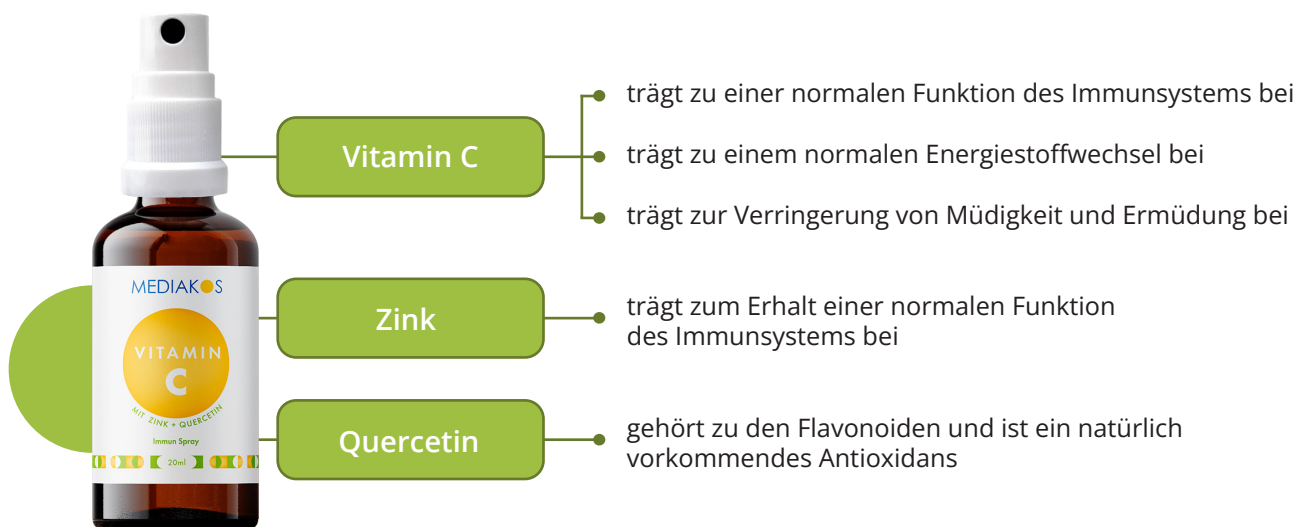 Vitamin C
trägt zu einer normalen Funktion des Immunsystems bei
trägt zu einem normalen Energiestoffwechsel bei
trägt zur Verringerung von Müdigkeit und Ermüdung bei
Zink
trägt zum Erhalt einer normalen Funktion
des Immunsystems bei
Quercetin
gehört zu den Flavonoiden und ist ein natürlich
vorkommendes Antioxidans
MEDIAKOS
VITAMIN
C
MIT ZINK + QUERCETIN
Immun Spray
20ml